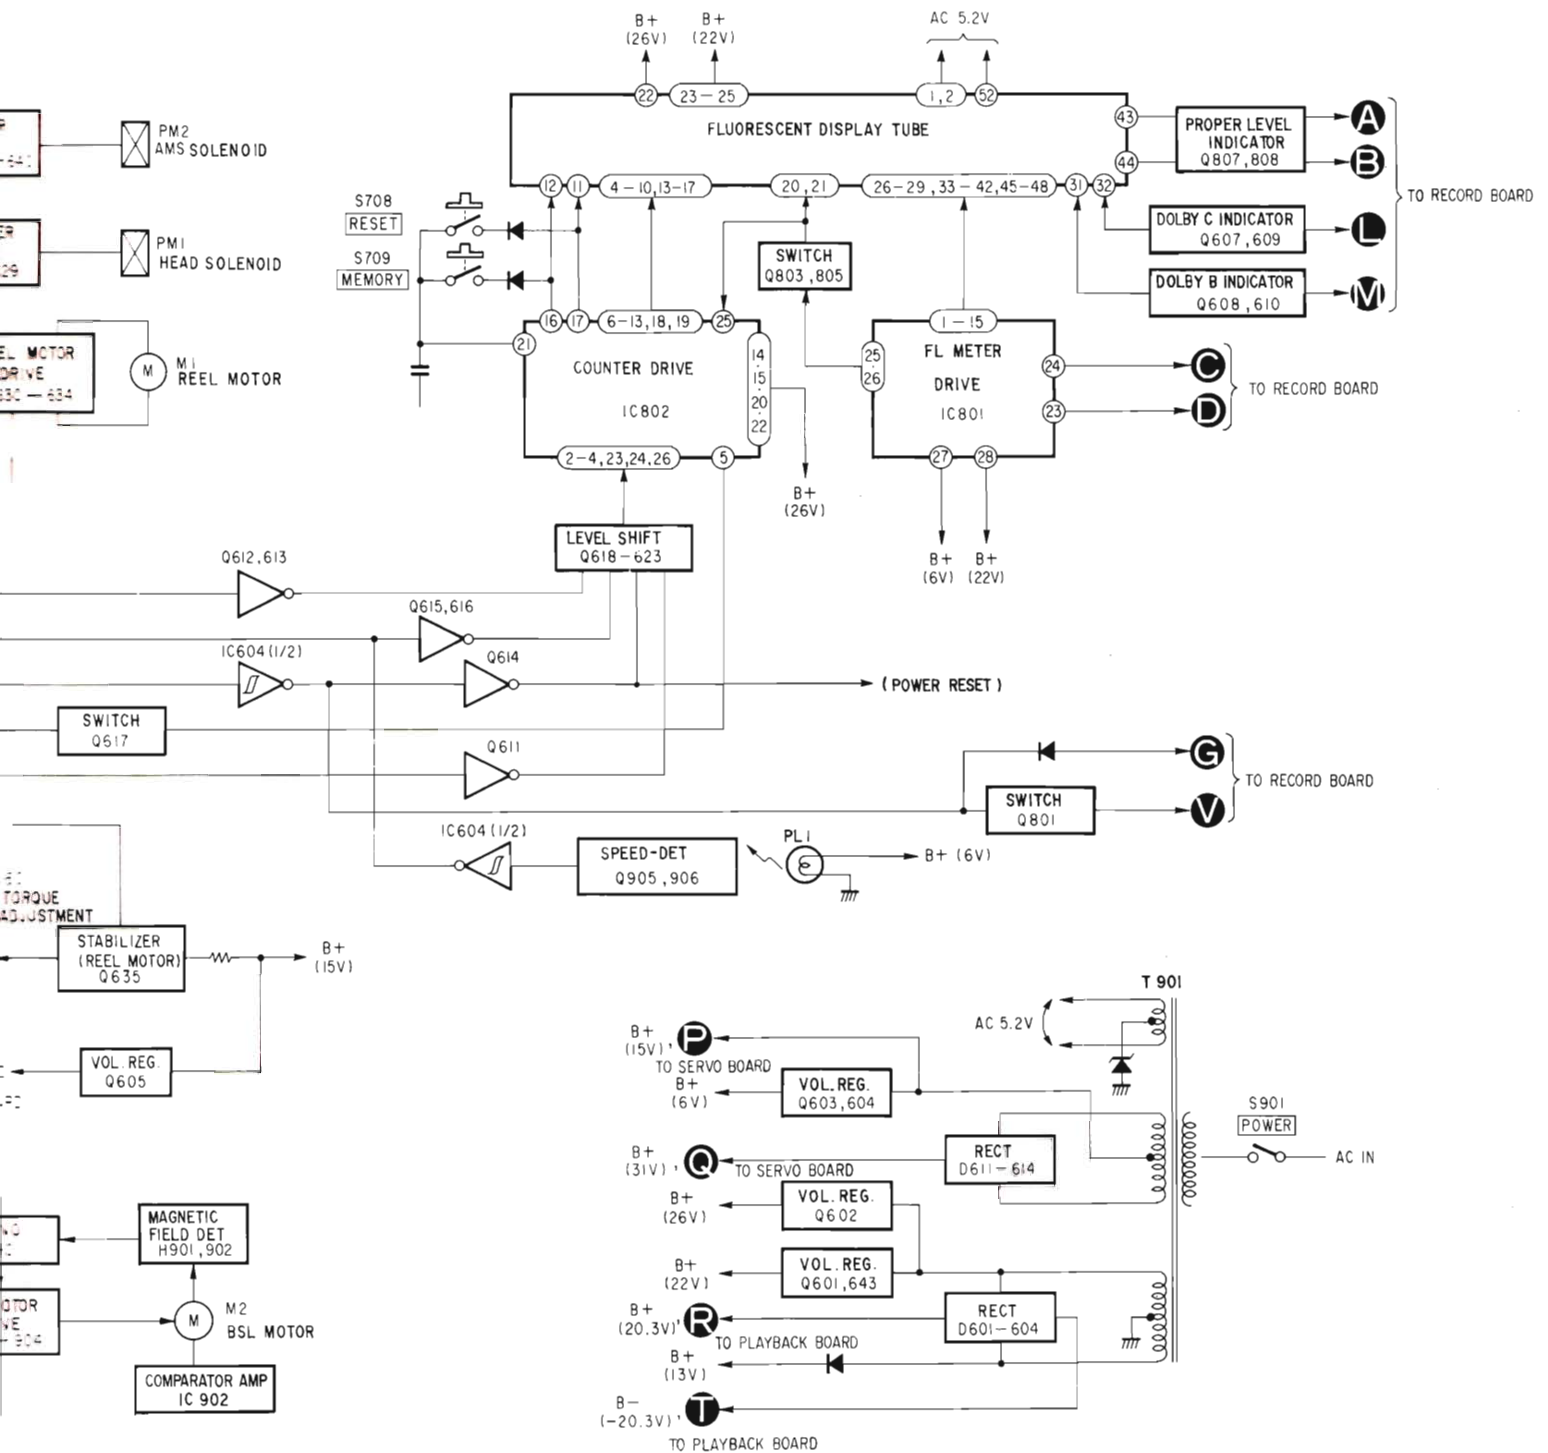 B+
(26V)
B+
(22V)
AC 5.2V
22
23-25
1,2
52
FLUORESCENT DISPLAY TUBE
43
44
PROPER LEVEL
INDICATOR
Q807,808
A
B
TO RECORD BOARD
12
11
4-10,13-17
20,21
26-29,33-42,45-48
31
32
DOLBY C INDICATOR
Q607,609
L
DOLBY B INDICATOR
Q608,610
M
PM2
AMS SOLENOID
PM1
HEAD SOLENOID
S708
RESET
S709
MEMORY
SWITCH
Q803,805
16
17
6-13,18,19
25
21
COUNTER DRIVE
IC802
14
15
20
22
2-4,23,24,26
5
B+
(26V)
1-15
FL METER
DRIVE
IC801
25
26
24
23
C
D
TO RECORD BOARD
27
28
B+
(6V)
B+
(22V)
MOTOR
634
M
M1
REEL MOTOR
LEVEL SHIFT
Q618-623
Q612,613
Q615,616
IC604(1/2)
Q614
(POWER RESET)
SWITCH
Q617
Q611
G
V
TO RECORD BOARD
SWITCH
Q801
IC604(1/2)
SPEED-DET
Q905,906
PL1
B+ (6V)
TORQUE
ADJUSTMENT
STABILIZER
(REEL MOTOR)
Q635
B+
(15V)
VOL.REG.
Q605
T901
AC 5.2V
B+
(15V),
P
TO SERVO BOARD
B+
(6V)
VOL.REG.
Q603,604
B+
(31V),
Q
TO SERVO BOARD
RECT
D611-614
B+
(26V)
VOL.REG.
Q602
B+
(22V)
VOL.REG.
Q601,643
B+
(20.3V),
R
TO PLAYBACK BOARD
RECT
D601-604
B+
(13V)
B-
(-20.3V),
T
TO PLAYBACK BOARD
S901
POWER
AC IN
MAGNETIC
FIELD DET
H901,902
M
M2
BSL MOTOR
COMPARATOR AMP
IC 902